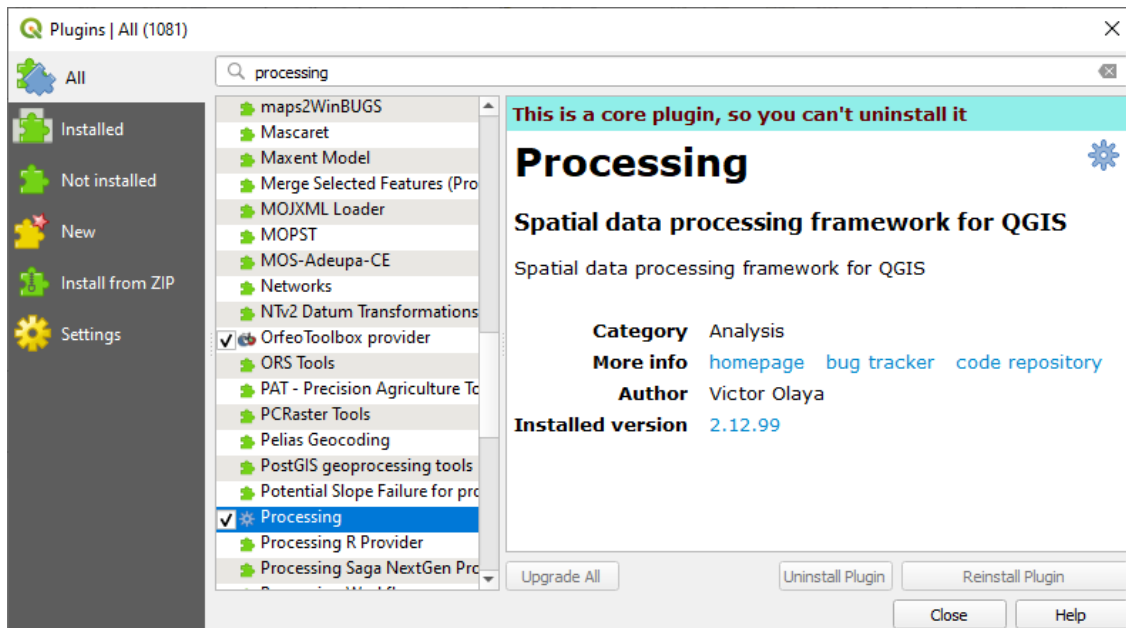 Plugins | All (1081)
All
Installed
Not installed
New
Install from ZIP
Settings
processing
maps2WinBUGS
Mascaret
Maxent Model
Merge Selected Features (Pro
MOJXML Loader
MOPST
MOS-Adeupa-CE
Networks
NTv2 Datum Transformations
OrfeoToolbox provider
ORS Tools
PAT - Precision Agriculture To
PCRaster Tools
Pelias Geocoding
PostGIS geoprocessing tools
Potential Slope Failure for pro
Processing
Processing R Provider
Processing Saga NextGen Pro
This is a core plugin, so you can't uninstall it
Processing
Spatial data processing framework for QGIS
Spatial data processing framework for QGIS
Category Analysis
More info homepage bug tracker code repository
Author Victor Olaya
Installed version 2.12.99
Upgrade All Uninstall Plugin Reinstall Plugin
Close Help